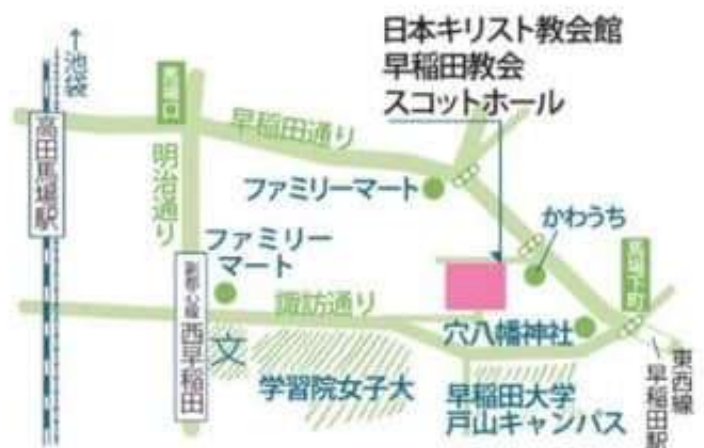 日本キリスト教会館
早稲田教会
スコットホール
↑池袋
馬場口
高田馬場駅
早稲田通り
明治通り
ファミリーマート
かわうち
ファミリー
マート
馬場下町
副都心線
西早稲田
諏訪通り
穴八幡神社
文
学習院女子大
早稲田大学
戸山キャンパス
東西線
早稲田駅